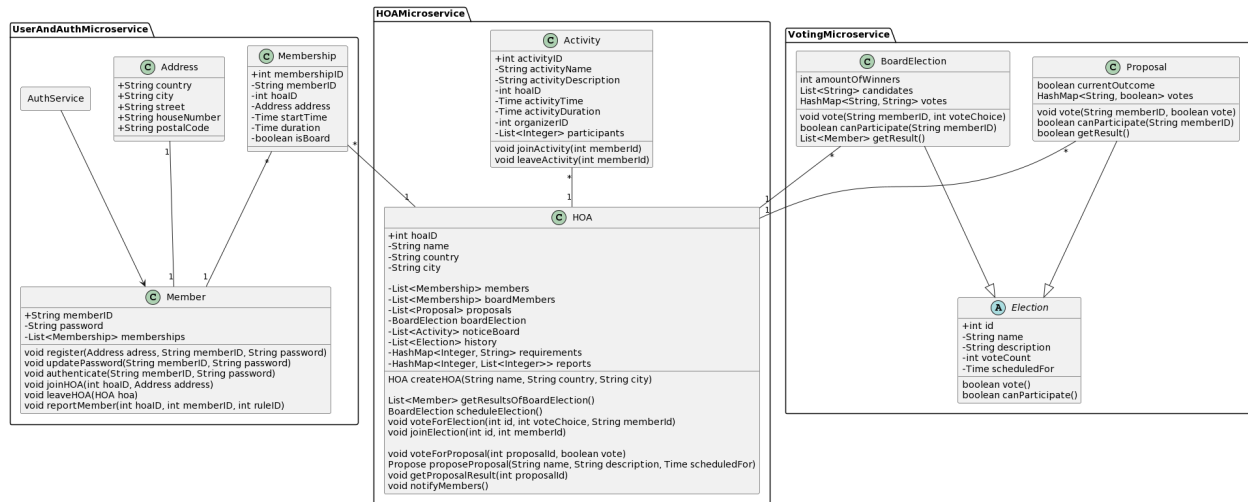 UserAndAuthMicroservice
AuthService
C Address
+String country
+String city
+String street
+String houseNumber
+String postalCode
C Membership
+int membershipID
-String memberID
-int hoaID
-Address address
-Time startTime
-Time duration
-boolean isBoard
1
*
*
1
1
C Member
+String memberID
-String password
-List<Membership> memberships
void register(Address adress, String memberID, String password)
void updatePassword(String memberID, String password)
void authenticate(String memberID, String password)
void joinHOA(int hoaID, Address address)
void leaveHOA(HOA hoa)
void reportMember(int hoaID, int memberID, int ruleID)
HOAMicroservice
C Activity
+int activityID
-String activityName
-String activityDescription
-int hoaID
-Time activityTime
-Time activityDuration
-int organizerID
-List<Integer> participants
void joinActivity(int memberId)
void leaveActivity(int memberId)
*
1
1
1
1
C HOA
+int hoaID
-String name
-String country
-String city
-List<Membership> members
-List<Membership> boardMembers
-List<Proposal> proposals
-BoardElection boardElection
-List<Activity> noticeBoard
-List<Election> history
-HashMap<Integer, String> requirements
-HashMap<Integer, List<Integer>> reports
HOA createHOA(String name, String country, String city)
List<Member> getResultsOfBoardElection()
BoardElection scheduleElection()
void voteForElection(int id, int voteChoice, String memberId)
void joinElection(int id, int memberId)
void voteForProposal(int proposalId, boolean vote)
Propose proposeProposal(String name, String description, Time scheduledFor)
void getProposalResult(int proposalId)
void notifyMembers()
VotingMicroservice
C BoardElection
int amountOfWinners
List<String> candidates
HashMap<String, String> votes
void vote(String memberID, int voteChoice)
boolean canParticipate(String memberID)
List<Member> getResult()
C Proposal
boolean currentOutcome
HashMap<String, boolean> votes
void vote(String memberID, boolean vote)
boolean canParticipate(String memberID)
boolean getResult()
*
*
A Election
+int id
-String name
-String description
-int voteCount
-Time scheduledFor
boolean vote()
boolean canParticipate()